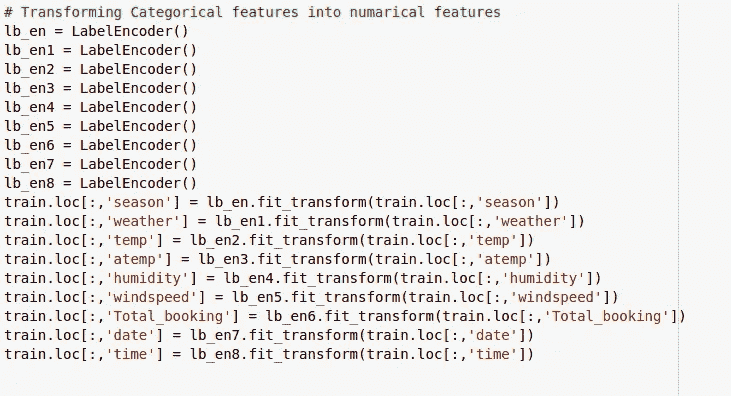 # Transforming Categorical features into numarical features
lb_en = LabelEncoder()
lb_en1 = LabelEncoder()
lb_en2 = LabelEncoder()
lb_en3 = LabelEncoder()
lb_en4 = LabelEncoder()
lb_en5 = LabelEncoder()
lb_en6 = LabelEncoder()
lb_en7 = LabelEncoder()
lb_en8 = LabelEncoder()
train.loc[:,'season'] = lb_en.fit_transform(train.loc[:,'season'])
train.loc[:,'weather'] = lb_en1.fit_transform(train.loc[:,'weather'])
train.loc[:,'temp'] = lb_en2.fit_transform(train.loc[:,'temp'])
train.loc[:,'atemp'] = lb_en3.fit_transform(train.loc[:,'atemp'])
train.loc[:,'humidity'] = lb_en4.fit_transform(train.loc[:,'humidity'])
train.loc[:,'windspeed'] = lb_en5.fit_transform(train.loc[:,'windspeed'])
train.loc[:,'Total_booking'] = lb_en6.fit_transform(train.loc[:,'Total_booking'])
train.loc[:,'date'] = lb_en7.fit_transform(train.loc[:,'date'])
train.loc[:,'time'] = lb_en8.fit_transform(train.loc[:,'time'])